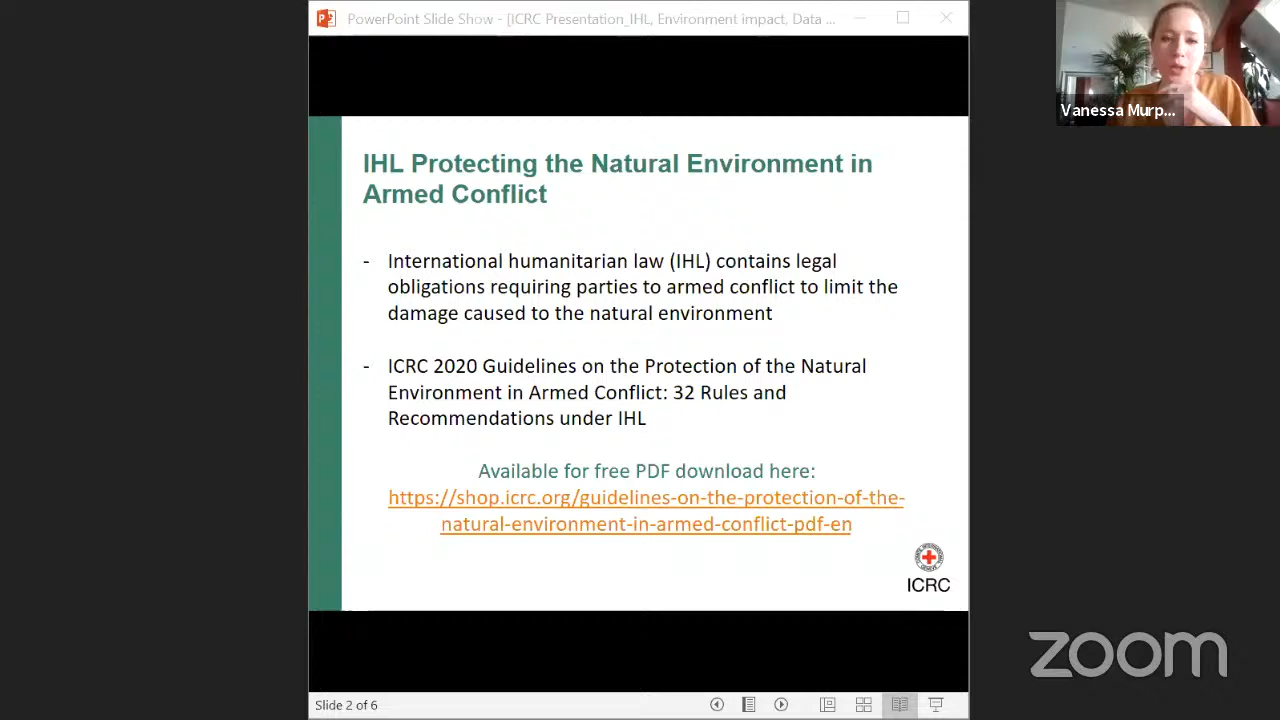 PowerPoint Slide Show - [ICRC Presentation_IHL, Environment impact, Data ...
Vanessa Murp...
IHL Protecting the Natural Environment in
Armed Conflict
- International humanitarian law (IHL) contains legal
obligations requiring parties to armed conflict to limit the
damage caused to the natural environment
- ICRC 2020 Guidelines on the Protection of the Natural
Environment in Armed Conflict: 32 Rules and
Recommendations under IHL
Available for free PDF download here:
https://shop.icrc.org/guidelines-on-the-protection-of-the-
natural-environment-in-armed-conflict-pdf-en
ICRC
zoom
Slide 2 of 6